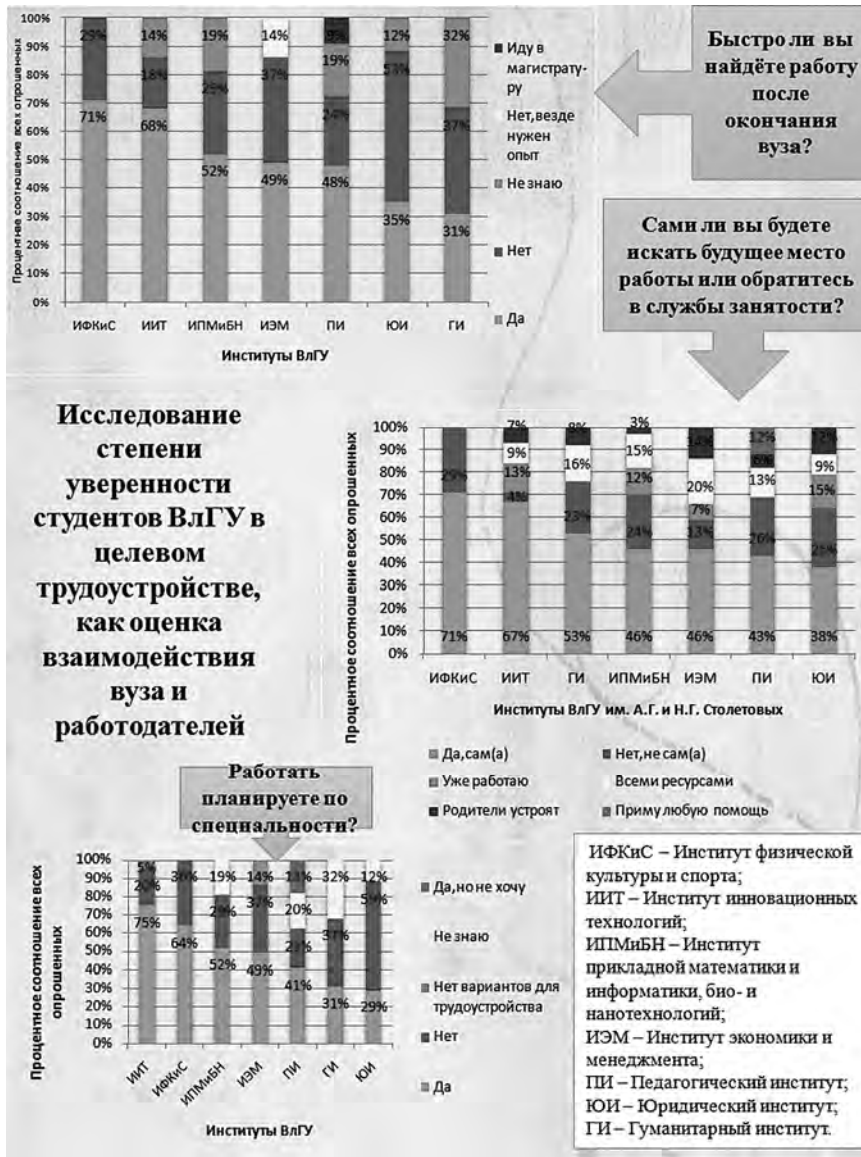 Быстро ли вы
найдёте работу
после
окончания
вуза?
Процентное соотношение всех опрошенных
100%
90%
80%
70%
60%
50%
40%
30%
20%
10%
0%
29% 14% 19% 14% 9% 12% 32%
18% 29% 37% 19% 53% 37%
71% 68% 52% 49% 24% 35% 31%
48%
ИФКиС ИИТ ИПМиБН ИЭМ ПИ ЮИ ГИ
Институты ВлГУ
Иду в
магистрату-
ру
Нет, везде
нужен
опыт
Не знаю
Нет
Да
Сами ли вы будете
искать будущее место
работы или обратитесь
в службы занятости?
Исследование
степени
уверенности
студентов ВлГУ в
целевом
трудоустройстве,
как оценка
взаимодействия
вуза и
работодателей
Процентное соотношение всех опрошенных
100%
90%
80%
70%
60%
50%
40%
30%
20%
10%
0%
7% 8% 3% 14% 12% 12%
29% 9% 16% 15% 20% 6% 9%
13% 23% 12% 7% 13% 15%
4% 24% 13% 26% 26%
71% 67% 53% 46% 46% 43% 38%
ИФКиС ИИТ ГИ ИПМиБН ИЭМ ПИ ЮИ
Институты ВлГУ им. А.Г. и Н.Г. Столетовых
Да, сам(а) Нет, не сам(а)
Уже работаю Всеми ресурсами
Родители устроят Приму любую помощь
Работать
планируете по
специальности?
Процентное соотношение всех
опрошенных
100%
90%
80%
70%
60%
50%
40%
30%
20%
10%
0%
5% 36% 19% 14% 32% 12%
20% 29% 37% 20% 37% 59%
75% 64% 52% 49% 41% 31% 29%
ИИТ ИФКиС ИПМиБН ИЭМ ПИ ГИ ЮИ
Институты ВлГУ
Да, но не хочу
Не знаю
Нет вариантов для
трудоустройства
Нет
Да
ИФКиС – Институт физической
культуры и спорта;
ИИТ – Институт инновационных
технологий;
ИПМиБН – Институт
прикладной математики и
информатики, био- и
нанотехнологий;
ИЭМ – Институт экономики и
менеджмента;
ПИ – Педагогический институт;
ЮИ – Юридический институт;
ГИ – Гуманитарный институт.